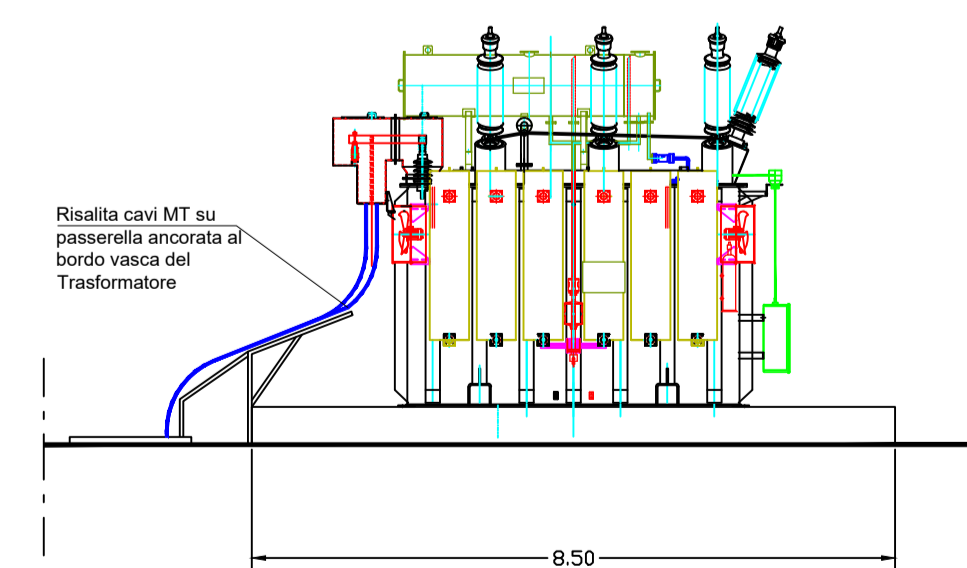 Risalita cavi MT su
passerella ancorata al
bordo vasca del
Trasformatore
8.50